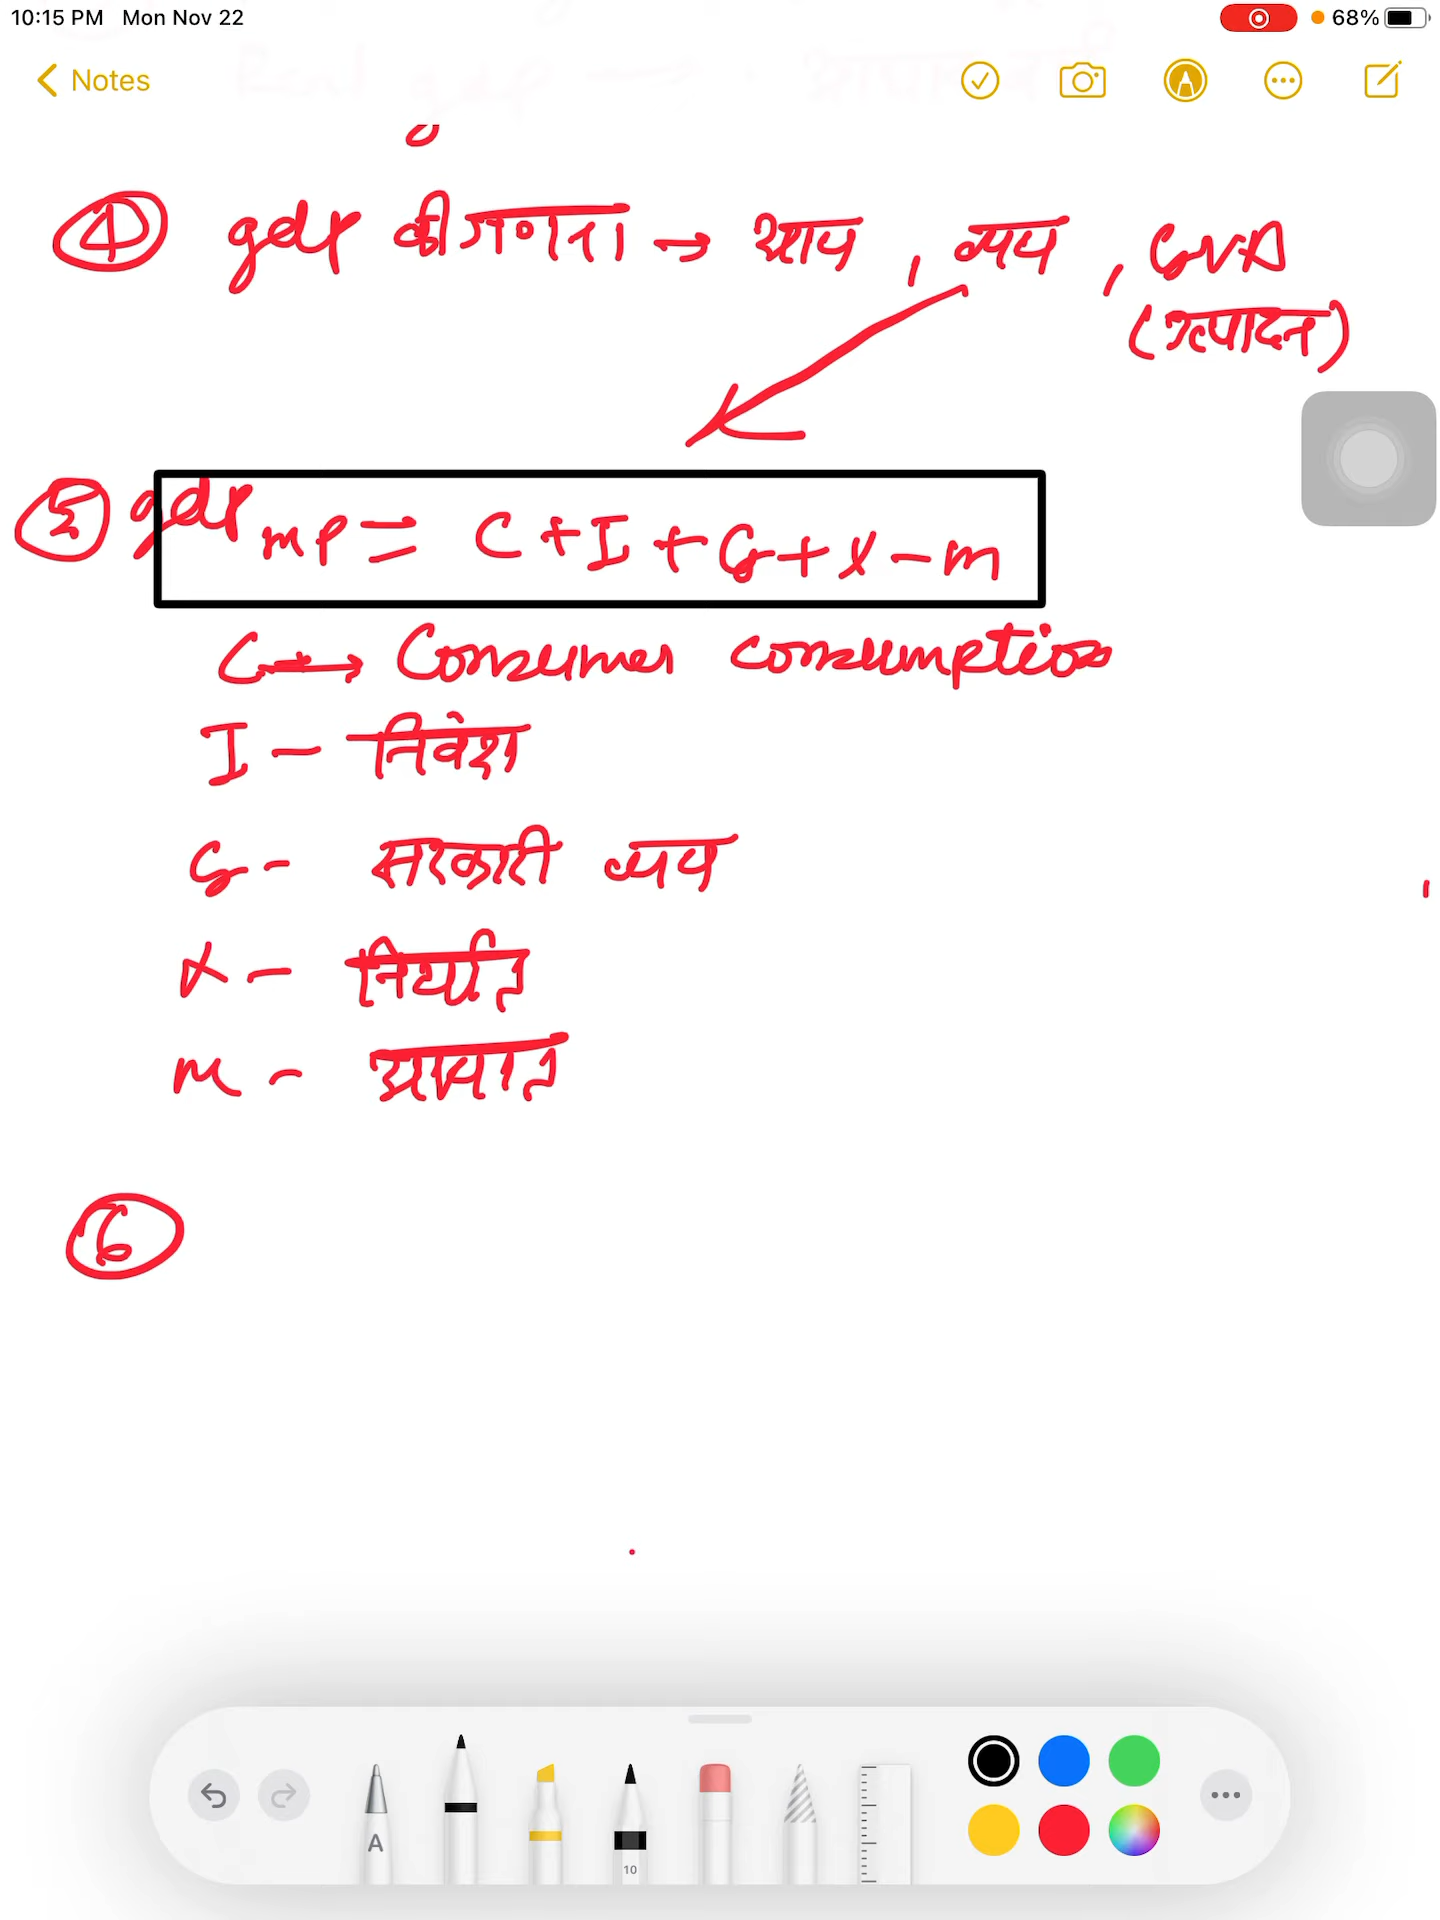 10:15 PM Mon Nov 22 68%
Notes
4 gdp की गणना → आय , व्यय , GVA
(उत्पादन)
5 gdp mp = C + I + G + X - m
C → Consumer consumption
I - निवेश
G - सरकारी व्यय
X - निर्यात
m - आयात
6
A 10